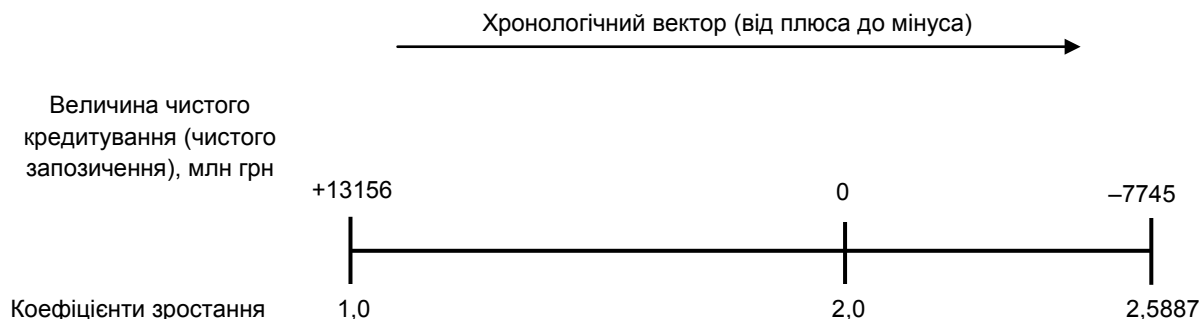 Хронологічний вектор (від плюса до мінуса)
Величина чистого
кредитування (чистого
запозичення), млн грн
+13156 0 –7745
Коефіцієнти зростання 1,0 2,0 2,5887